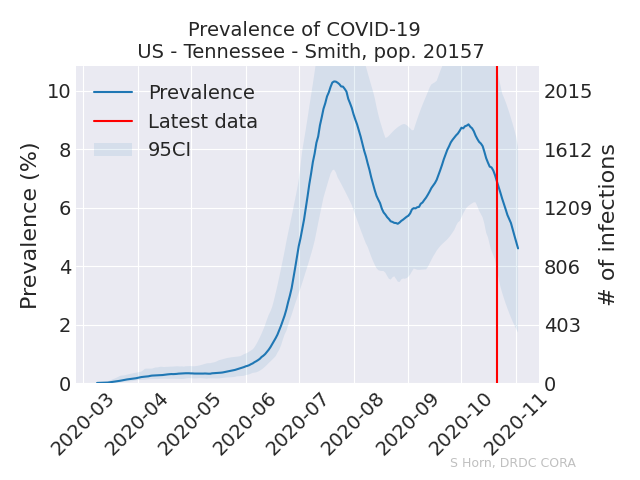 Prevalence of COVID-19
US - Tennessee - Smith, pop. 20157
Prevalence
Latest data
95CI
Prevalence (%)
10
8
6
4
2
0
2015
1612
1209
806
403
0
# of infections
2020-03
2020-04
2020-05
2020-06
2020-07
2020-08
2020-09
2020-10
2020-11
S Horn, DRDC CORA